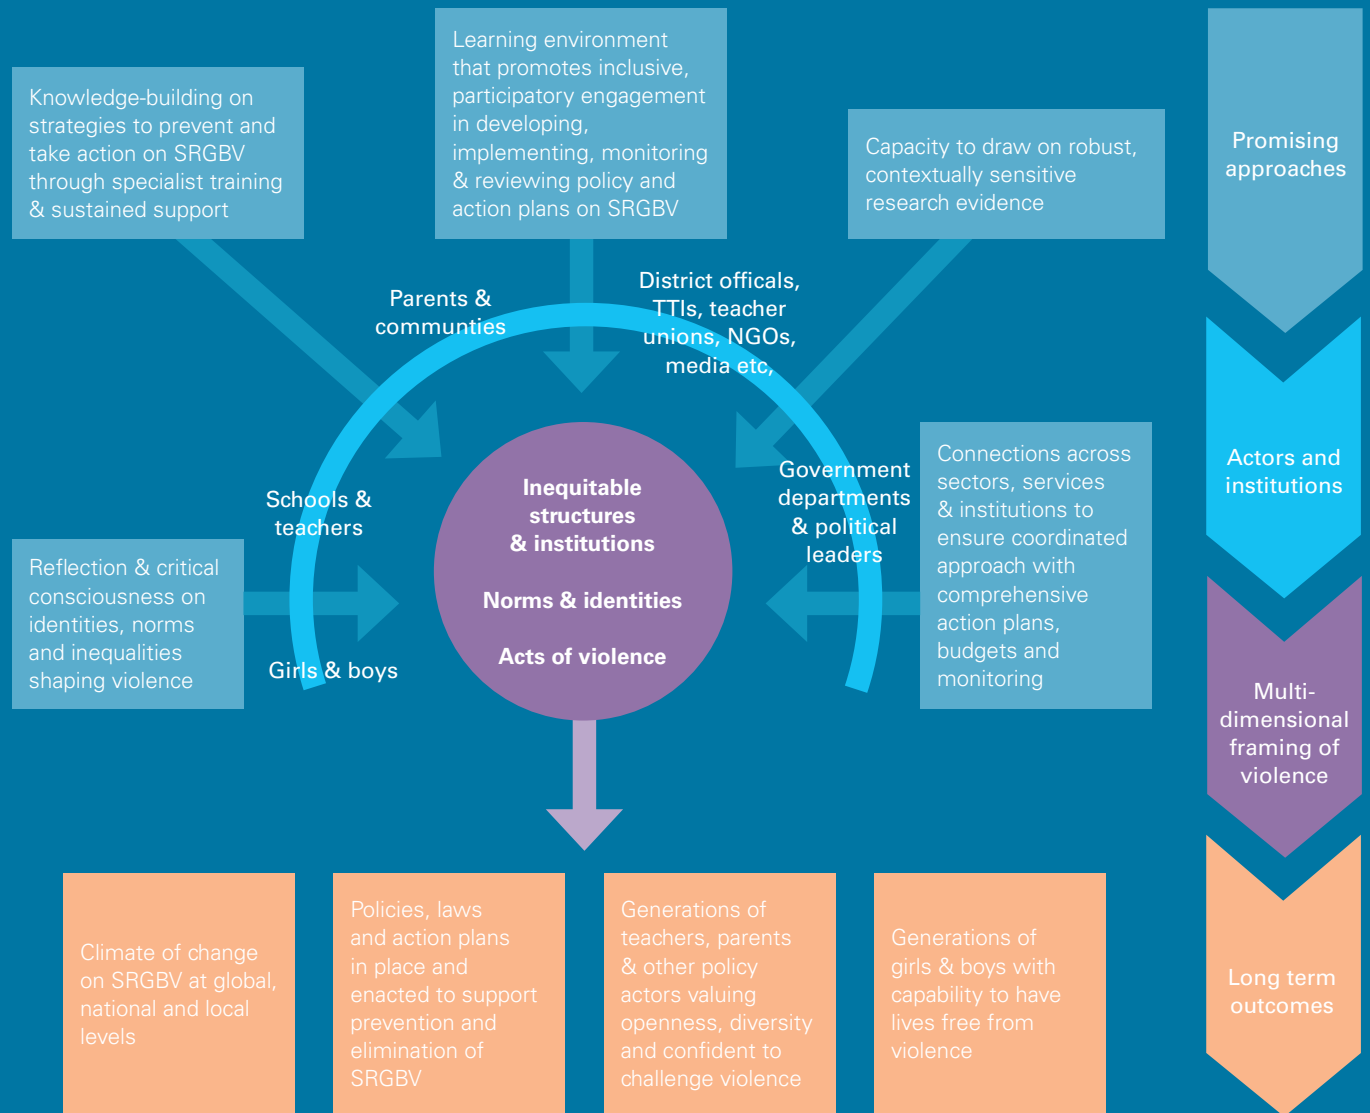 Knowledge-building on
strategies to prevent and
take action on SRGBV
through specialist training
& sustained support
Learning environment
that promotes inclusive,
participatory engagement
in developing,
implementing, monitoring
& reviewing policy and
action plans on SRGBV
Capacity to draw on robust,
contextually sensitive
research evidence
Promising
approaches
Parents &
communties
District officals,
TTIs, teacher
unions, NGOs,
media etc,
Schools &
teachers
Girls & boys
Government
departments
& political
leaders
Actors and
institutions
Reflection & critical
consciousness on
identities, norms
and inequalities
shaping violence
Inequitable
structures
& institutions
Norms & identities
Acts of violence
Connections across
sectors, services
& institutions to
ensure coordinated
approach with
comprehensive
action plans,
budgets and
monitoring
Multi-
dimensional
framing of
violence
Climate of change
on SRGBV at global,
national and local
levels
Policies, laws
and action plans
in place and
enacted to support
prevention and
elimination of
SRGBV
Generations of
teachers, parents
& other policy
actors valuing
openness, diversity
and confident to
challenge violence
Generations of
girls & boys with
capability to have
lives free from
violence
Long term
outcomes